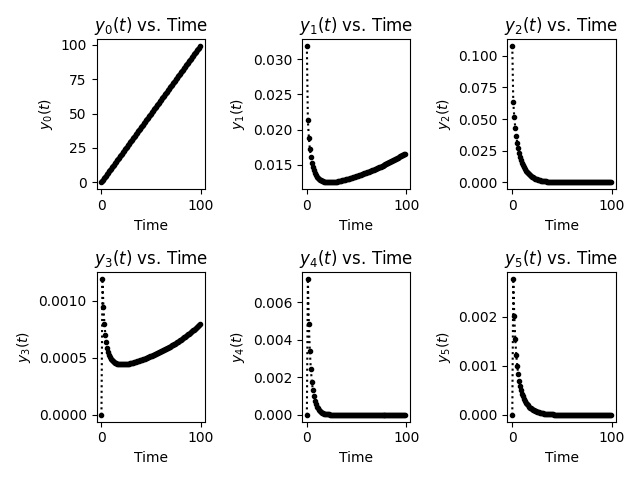 y₀(t) vs. Time
100
75
50
25
0
y₀(t)
0
100
Time
y₁(t) vs. Time
0.030
0.025
0.020
0.015
y₁(t)
0
100
Time
y₂(t) vs. Time
0.100
0.075
0.050
0.025
0.000
y₂(t)
0
100
Time
y₃(t) vs. Time
0.0010
0.0005
0.0000
y₃(t)
0
100
Time
y₄(t) vs. Time
0.006
0.004
0.002
0.000
y₄(t)
0
100
Time
y₅(t) vs. Time
0.002
0.001
0.000
y₅(t)
0
100
Time